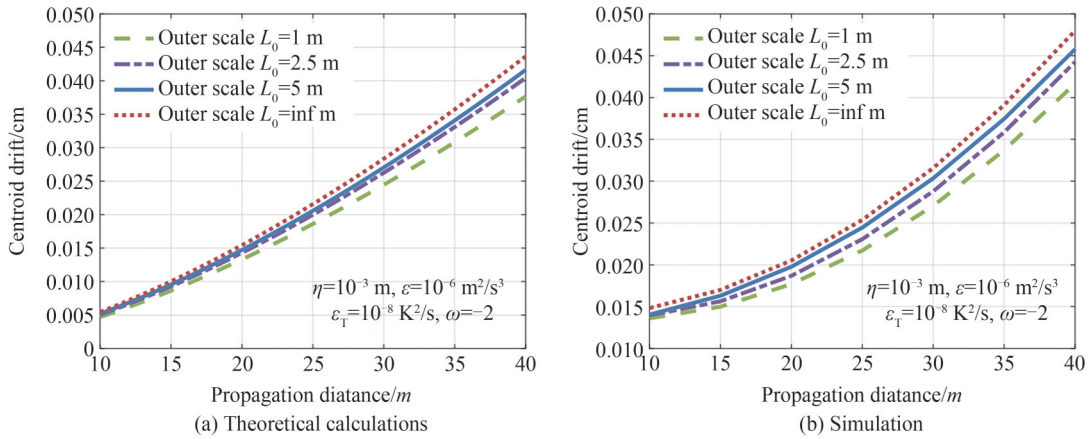 0.050
0.045
0.040
0.035
0.030
0.025
0.020
0.015
0.010
0.005
0
Centroid drift/cm
Outer scale L₀=1 m
Outer scale L₀=2.5 m
Outer scale L₀=5 m
Outer scale L₀=inf m
η=10⁻³ m, ε=10⁻⁶ m²/s³
ε_T=10⁻⁸ K²/s, ω=−2
10 15 20 25 30 35 40
Propagation distance/m
(a) Theoretical calculations
0.050
0.045
0.040
0.035
0.030
0.025
0.020
0.015
0.010
Centroid drift/cm
Outer scale L₀=1 m
Outer scale L₀=2.5 m
Outer scale L₀=5 m
Outer scale L₀=inf m
η=10⁻³ m, ε=10⁻⁶ m²/s³
ε_T=10⁻⁸ K²/s, ω=−2
10 15 20 25 30 35 40
Propagation distance/m
(b) Simulation